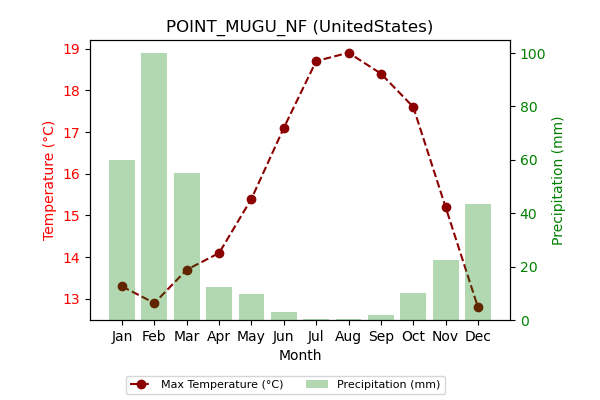 POINT_MUGU_NF (UnitedStates)
Temperature (°C)
19
18
17
16
15
14
13
100
80
60
40
20
0
Precipitation (mm)
Jan Feb Mar Apr May Jun Jul Aug Sep Oct Nov Dec
Month
Max Temperature (°C) Precipitation (mm)